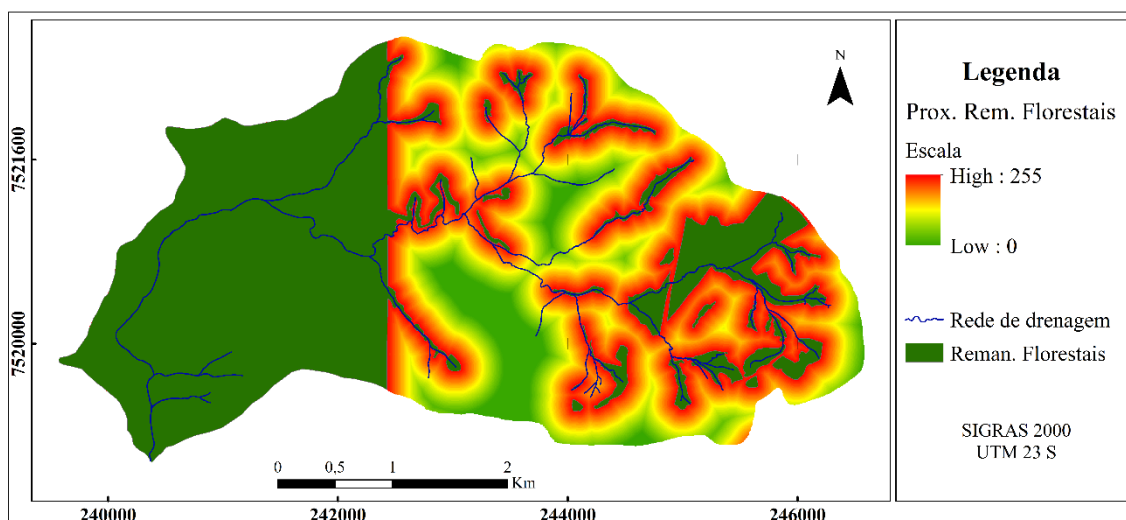 7521600
7520000
240000
242000
244000
246000
0
0,5
1
2
Km
N
Legenda
Prox. Rem. Florestais
Escala
High : 255
Low : 0
Rede de drenagem
Reman. Florestais
SIGRAS 2000
UTM 23 S